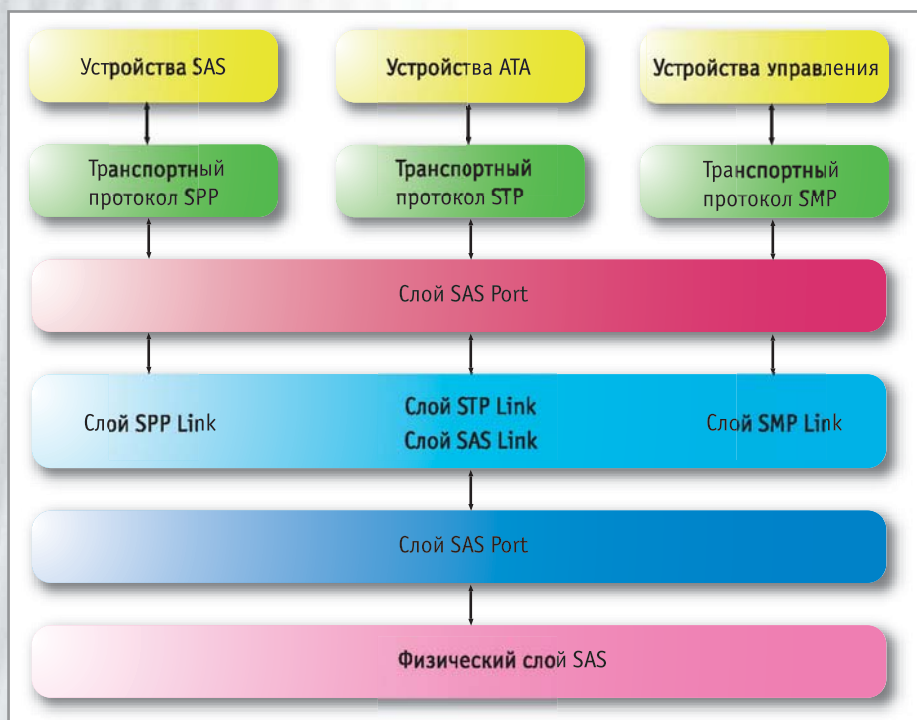 Устройства SAS
Устройства ATA
Устройства управления
Транспортный
протокол SPP
Транспортный
протокол STP
Транспортный
протокол SMP
Слой SAS Port
Слой SPP Link
Слой STP Link
Слой SAS Link
Слой SMP Link
Слой SAS Port
Физический слой SAS